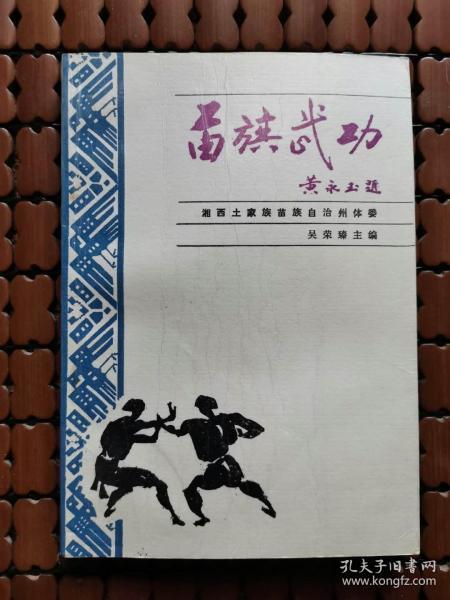 苗族武功
黄永玉题
湘西土家族苗族自治州体委
吴荣臻主编
孔夫子旧书网
www.kongfz.com